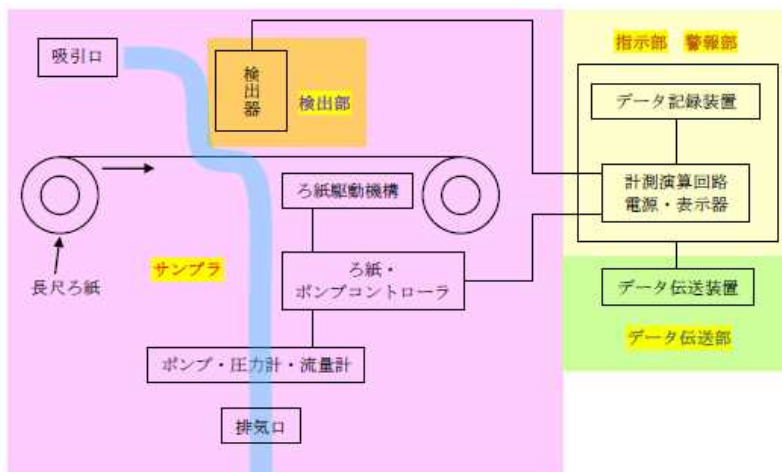 吸引口
検出器
検出部
指示部 警報部
データ記録装置
計測演算回路
電源・表示器
ろ紙駆動機構
サンプラ
長尺ろ紙
ろ紙・
ポンプコントローラ
データ伝送装置
データ伝送部
ポンプ・圧力計・流量計
排気口